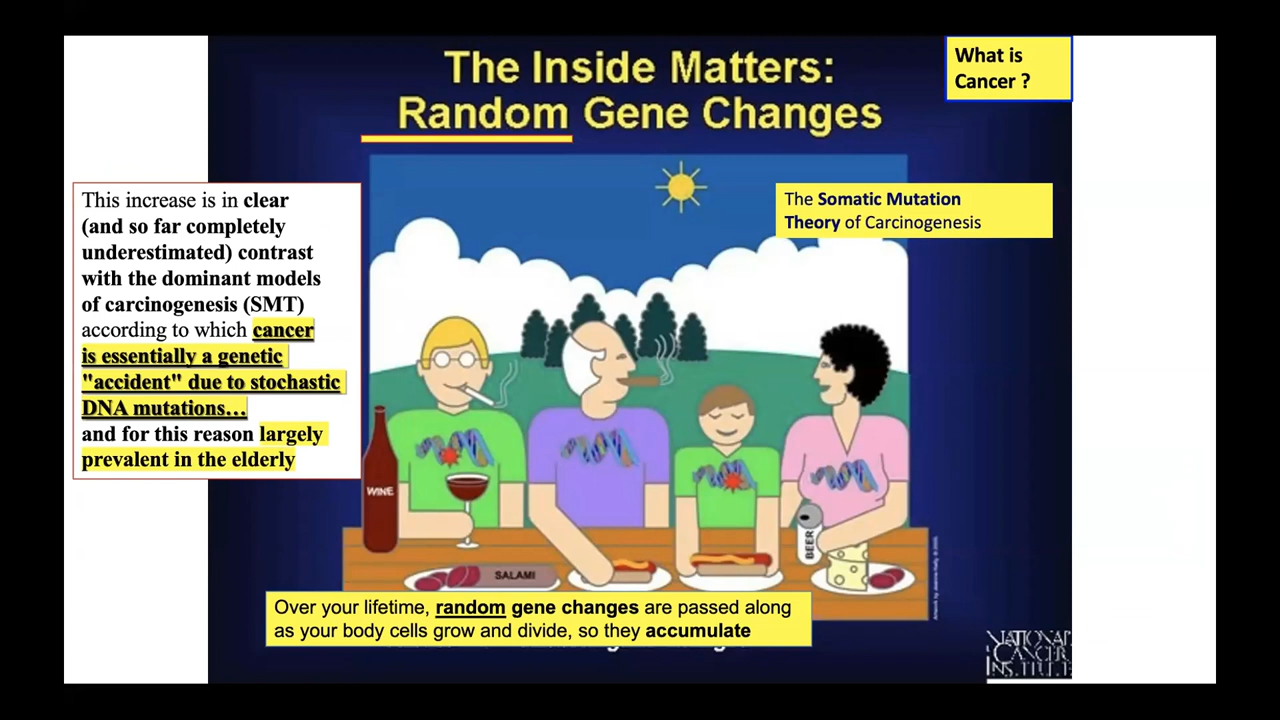 The Inside Matters:
Random Gene Changes
What is
Cancer ?
This increase is in clear
(and so far completely
underestimated) contrast
with the dominant models
of carcinogenesis (SMT)
according to which cancer
is essentially a genetic
"accident" due to stochastic
DNA mutations…
and for this reason largely
prevalent in the elderly
The Somatic Mutation
Theory of Carcinogenesis
WINE
BEER
SALAMI
Over your lifetime, random gene changes are passed along
as your body cells grow and divide, so they accumulate
NATIONAL
CANCER
INSTITUTE